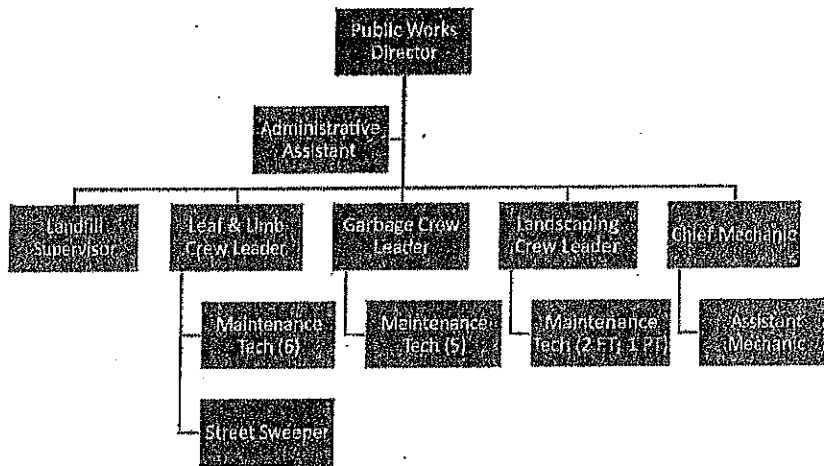 Public Works
Director
Administrative
Assistant
Landfill
Supervisor
Leaf & Limb
Crew Leader
Garbage Crew
Leader
Landscaping
Crew Leader
Chief Mechanic
Maintenance
Tech (6)
Maintenance
Tech (5)
Maintenance
Tech (2 FT, 1 PT)
Assistant
Mechanic
Street Sweeper